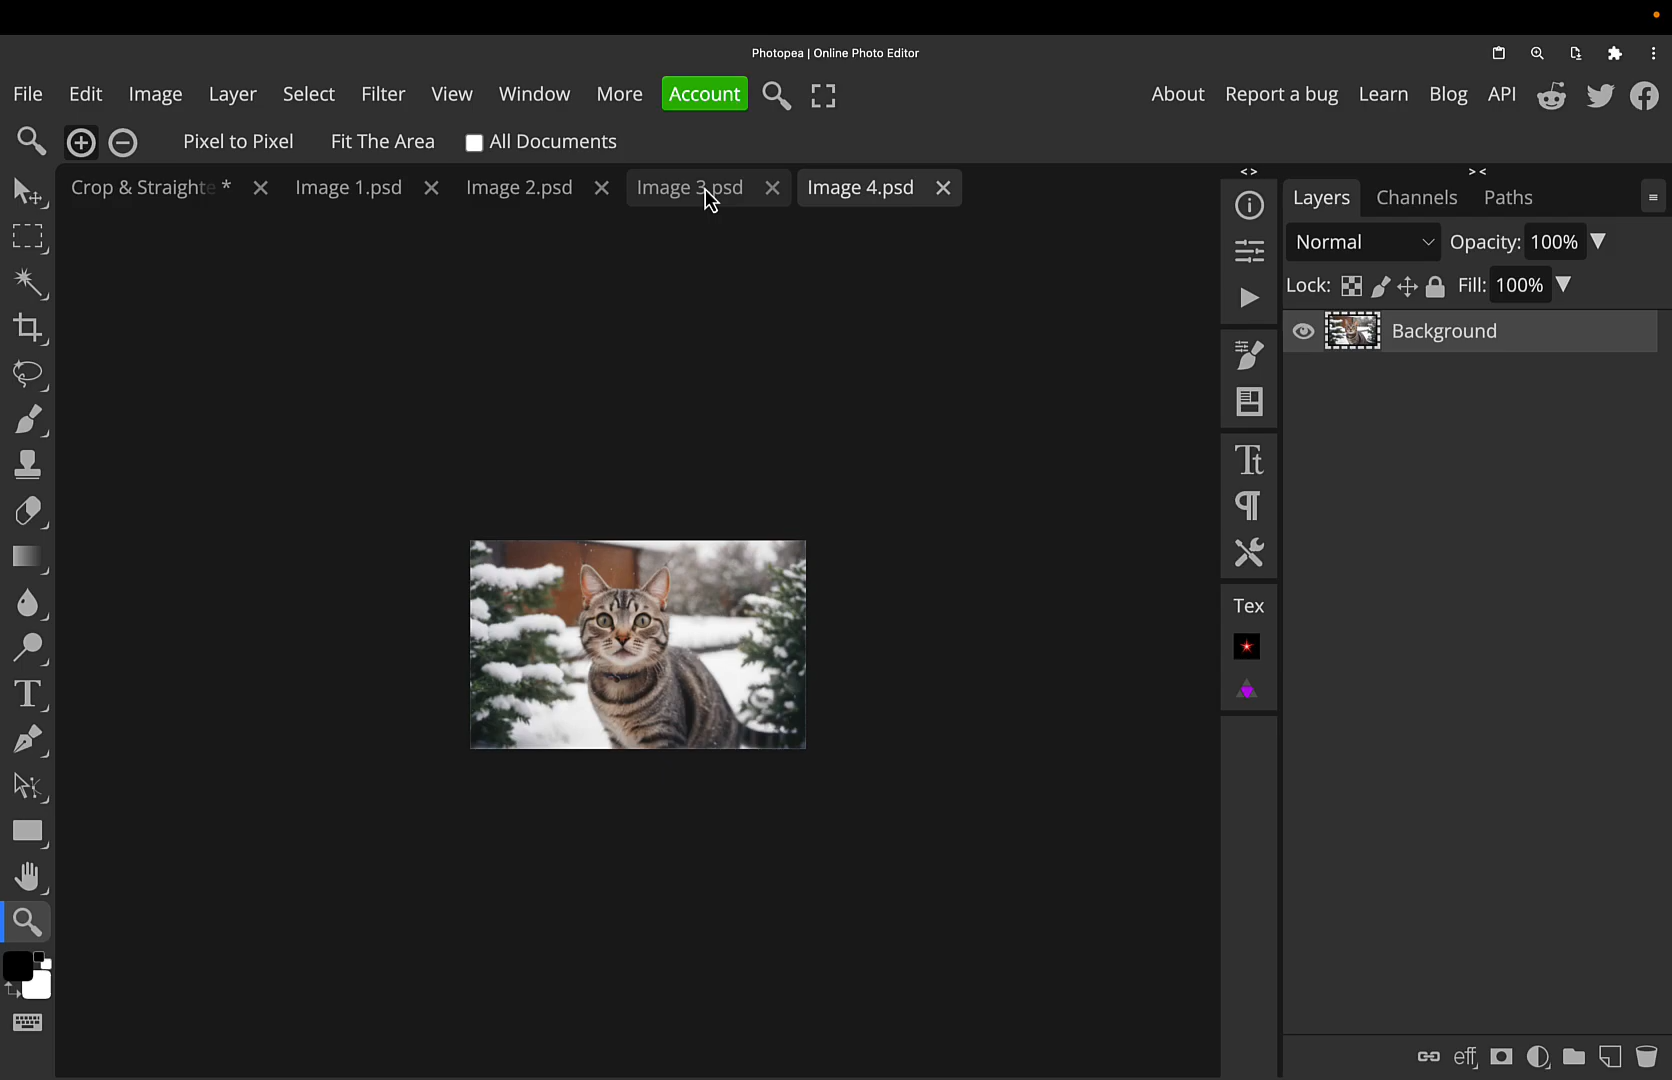 Photopea | Online Photo Editor
File Edit Image Layer Select Filter View Window More Account About Report a bug Learn Blog API
Pixel to Pixel Fit The Area All Documents
Crop & Straighte * Image 1.psd Image 2.psd Image 3.psd Image 4.psd
Layers Channels Paths
Normal Opacity: 100%
Lock: Fill: 100%
Background
Tex
eff